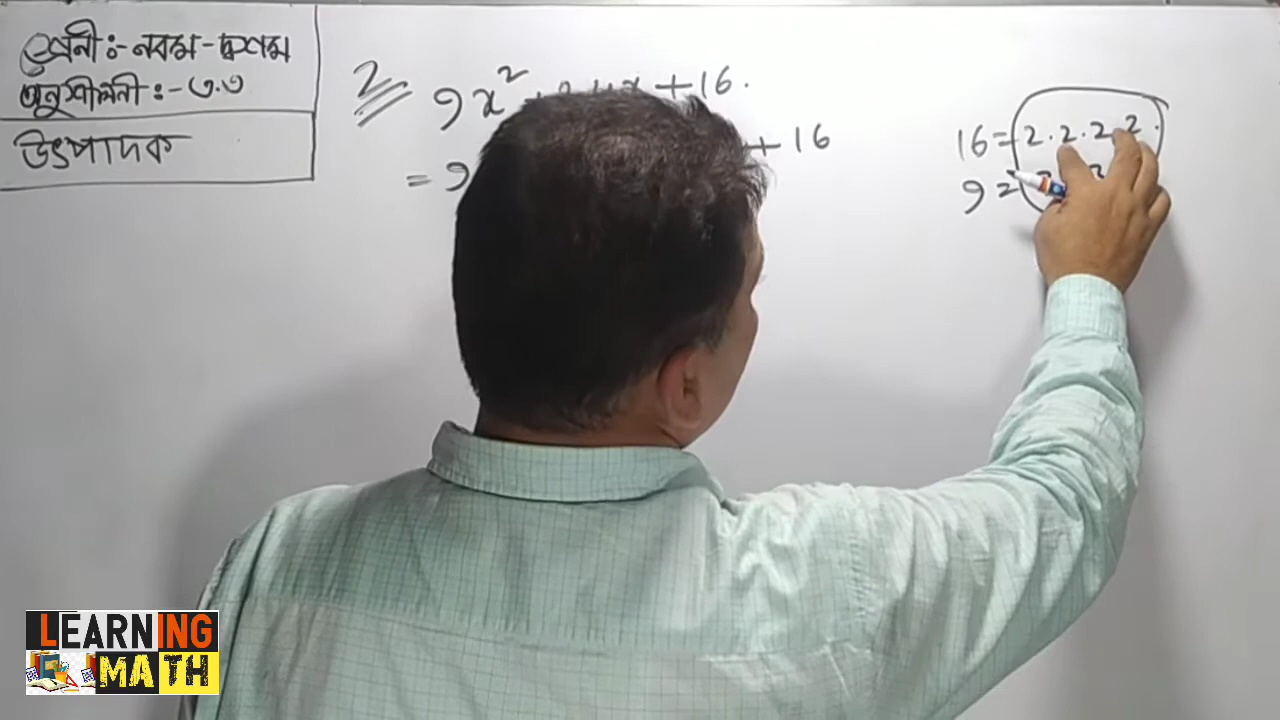 শ্রেনী :- নবম - দশম
অনুশীলনী :- ৩.৩
উৎপাদক
2
9x² + 24x + 16.
= 9 + 16
16 = 2 . 2 . 2 . 2 .
9 =
LEARNING
MATH